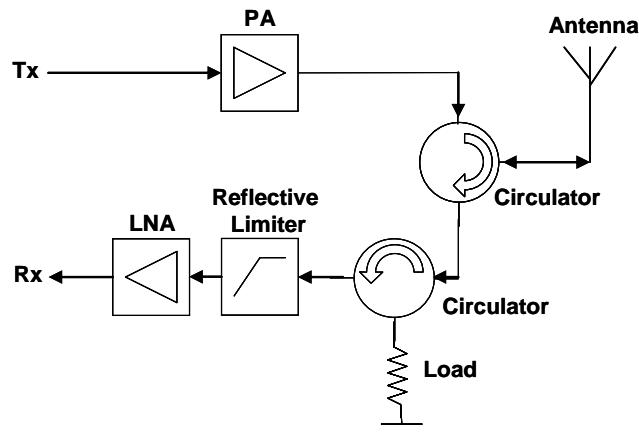 PA
Antenna
Tx
Circulator
Reflective
Limiter
LNA
Rx
Circulator
Load